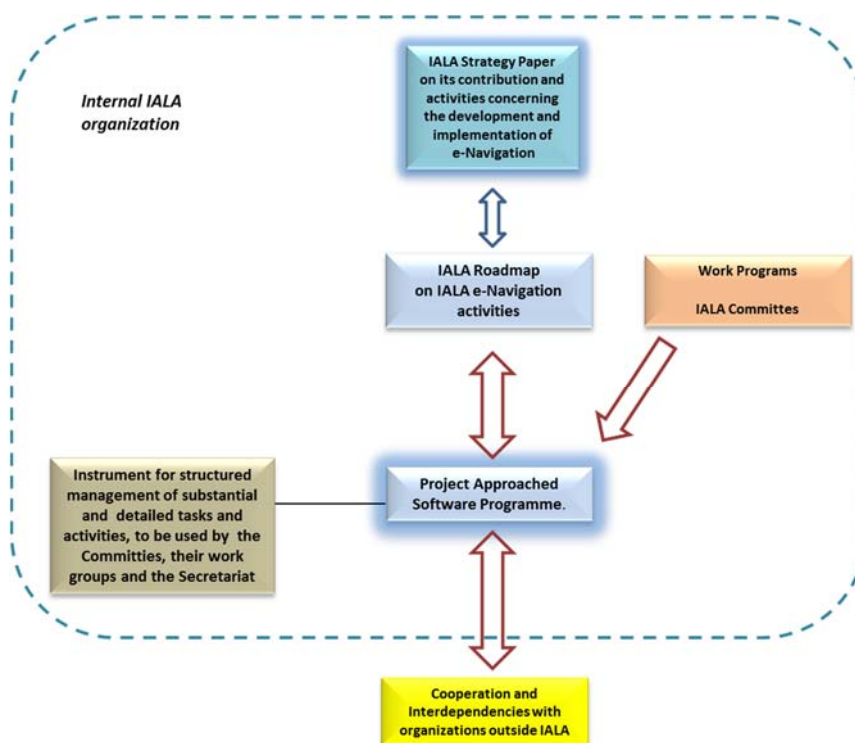 IALA Strategy Paper
on its contribution and
activities concerning
the development and
implementation of
e-Navigation
Internal IALA
organization
IALA Roadmap
on IALA e-Navigation
activities
Work Programs
IALA Committes
Project Approached
Software Programme.
Instrument for structured
management of substantial
and detailed tasks and
activities, to be used by the
Committies, their work
groups and the Secretariat
Cooperation and
Interdependencies with
organizations outside IALA